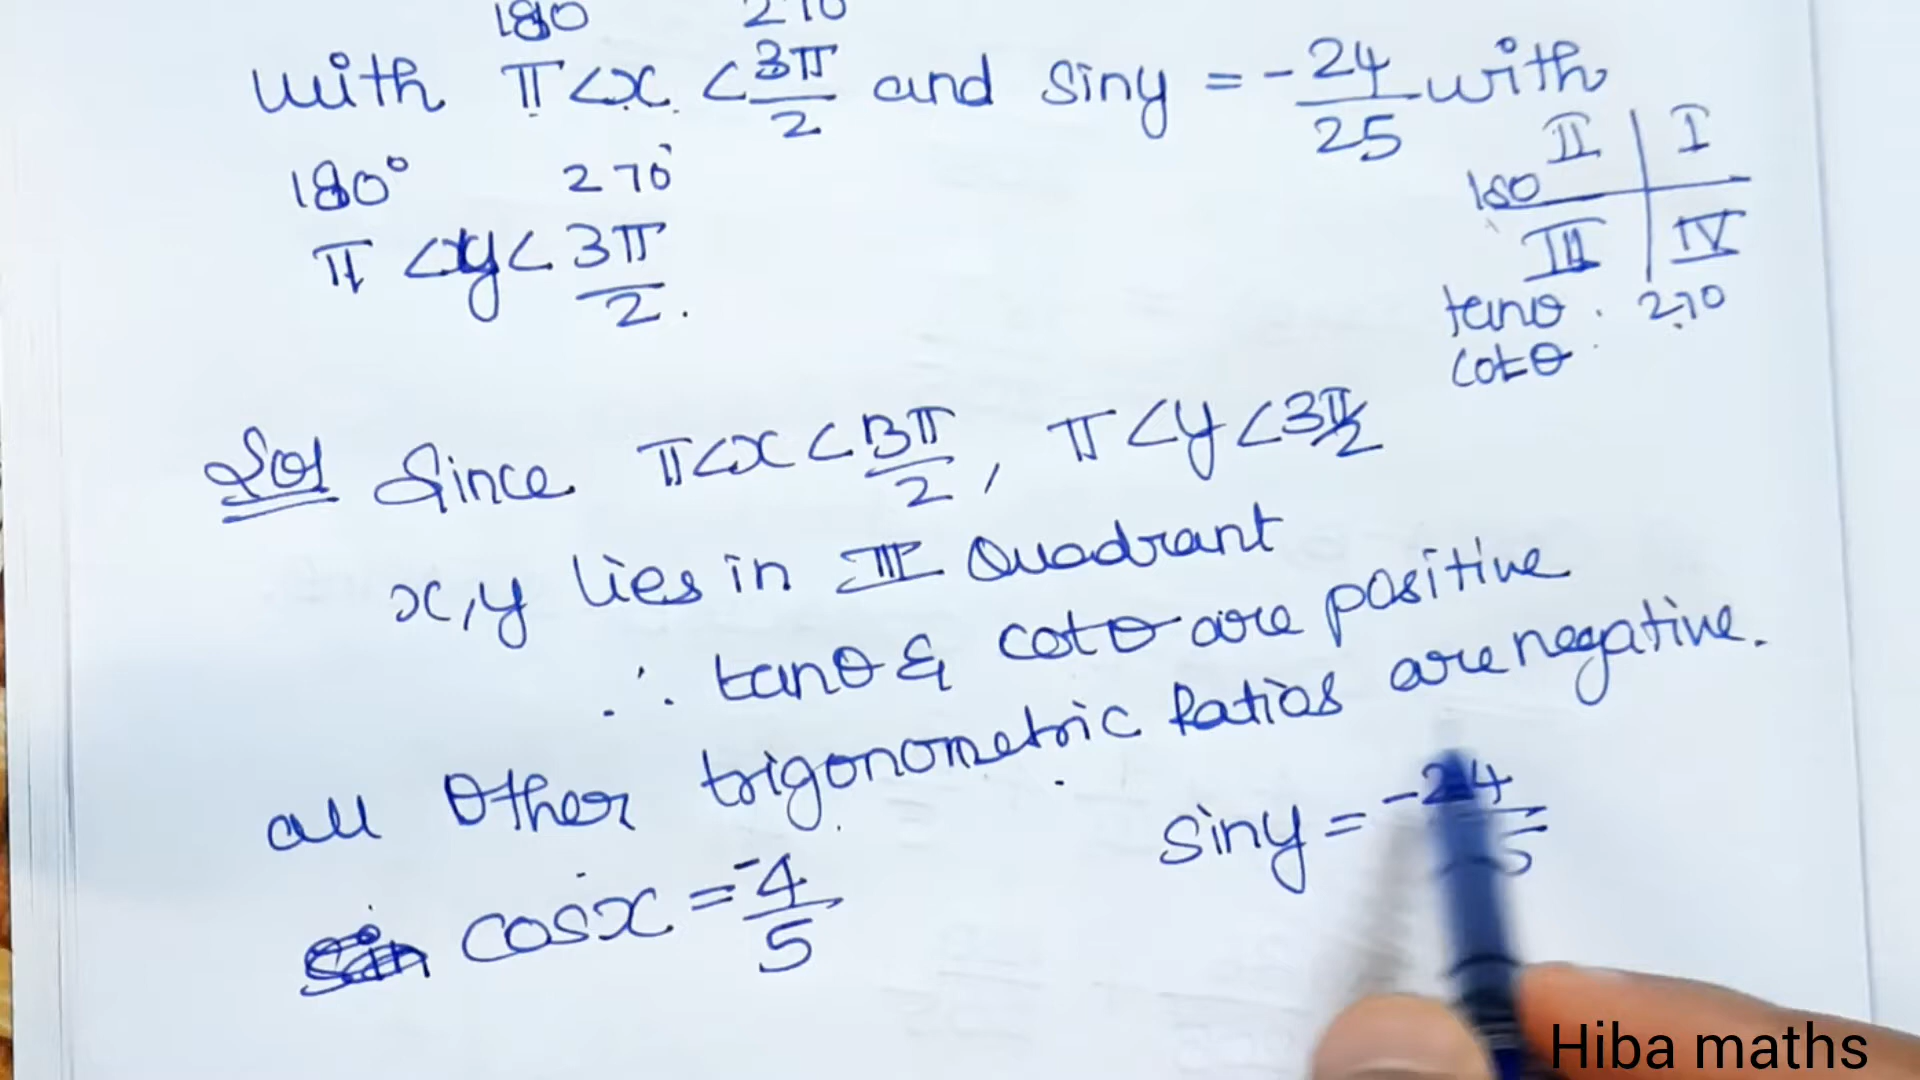 180 270
with π<x <3π/2 and siny = -24/25 with
II I
180° 270°
180
π <y< 3π/2.
III IV
tanθ 270
cotθ
Sol Since π<x<3π/2, π<y<3π/2
x,y lies in III Quadrant
∴ tanθ & cotθ are positive
all other trigonometric Ratios are negative.
cosx = -4/5 siny = -24
Hiba maths